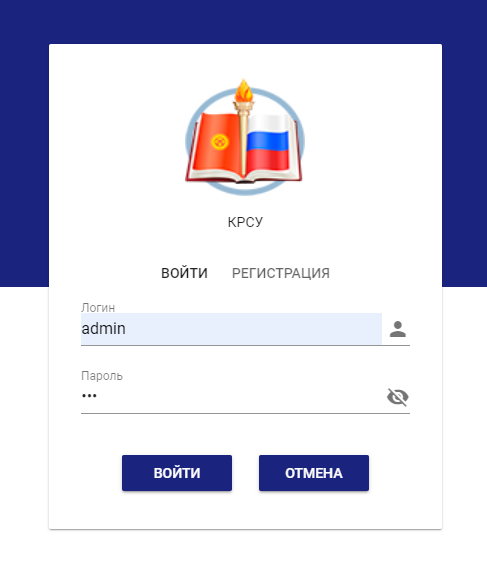 КРСУ
ВОЙТИ РЕГИСТРАЦИЯ
Логин
admin
Пароль
•••
ВОЙТИ ОТМЕНА